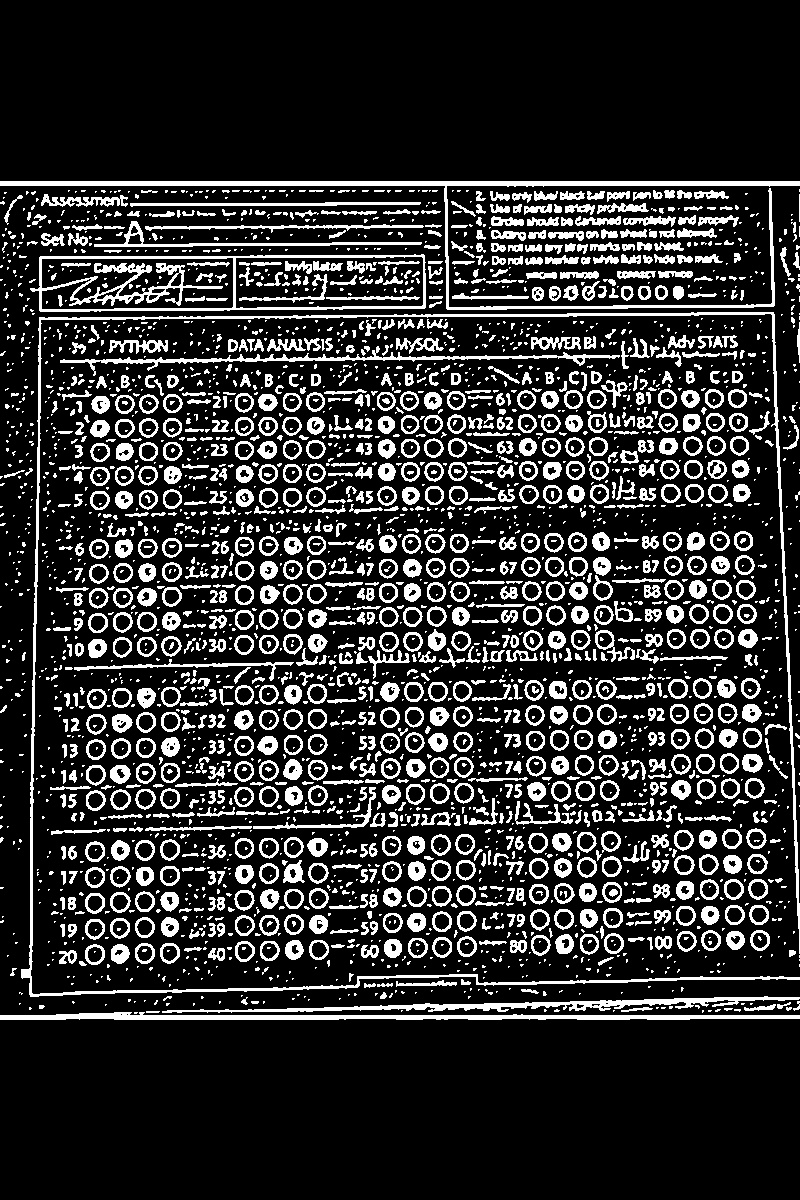 Assessment:
Set No: A
Candidate Sign:
Invigilator Sign:
2. Use only blue/ black ball point pen to fill the circles.
3. Use of pencil is strictly prohibited.
4. Circles should be darkened completely and properly.
5. Cutting and erasing on this sheet is not allowed.
6. Do not use any stray marks on the sheet.
7. Do not use marker or white fluid to hide the mark.
WRONG METHODS CORRECT METHOD
PYTHON DATA ANALYSIS MySQL POWER BI Adv STATS
A B C D A B C D A B C D A B C D A B C D
1 21 41 61 81
2 22 42 62 82
3 23 43 63 83
4 24 44 64 84
5 25 45 65 85
6 26 46 66 86
7 27 47 67 87
8 28 48 68 88
9 29 49 69 89
10 30 50 70 90
11 31 51 71 91
12 32 52 72 92
13 33 53 73 93
14 34 54 74 94
15 35 55 75 95
16 36 56 76 96
17 37 57 77 97
18 38 58 78 98
19 39 59 79 99
20 40 60 80 100